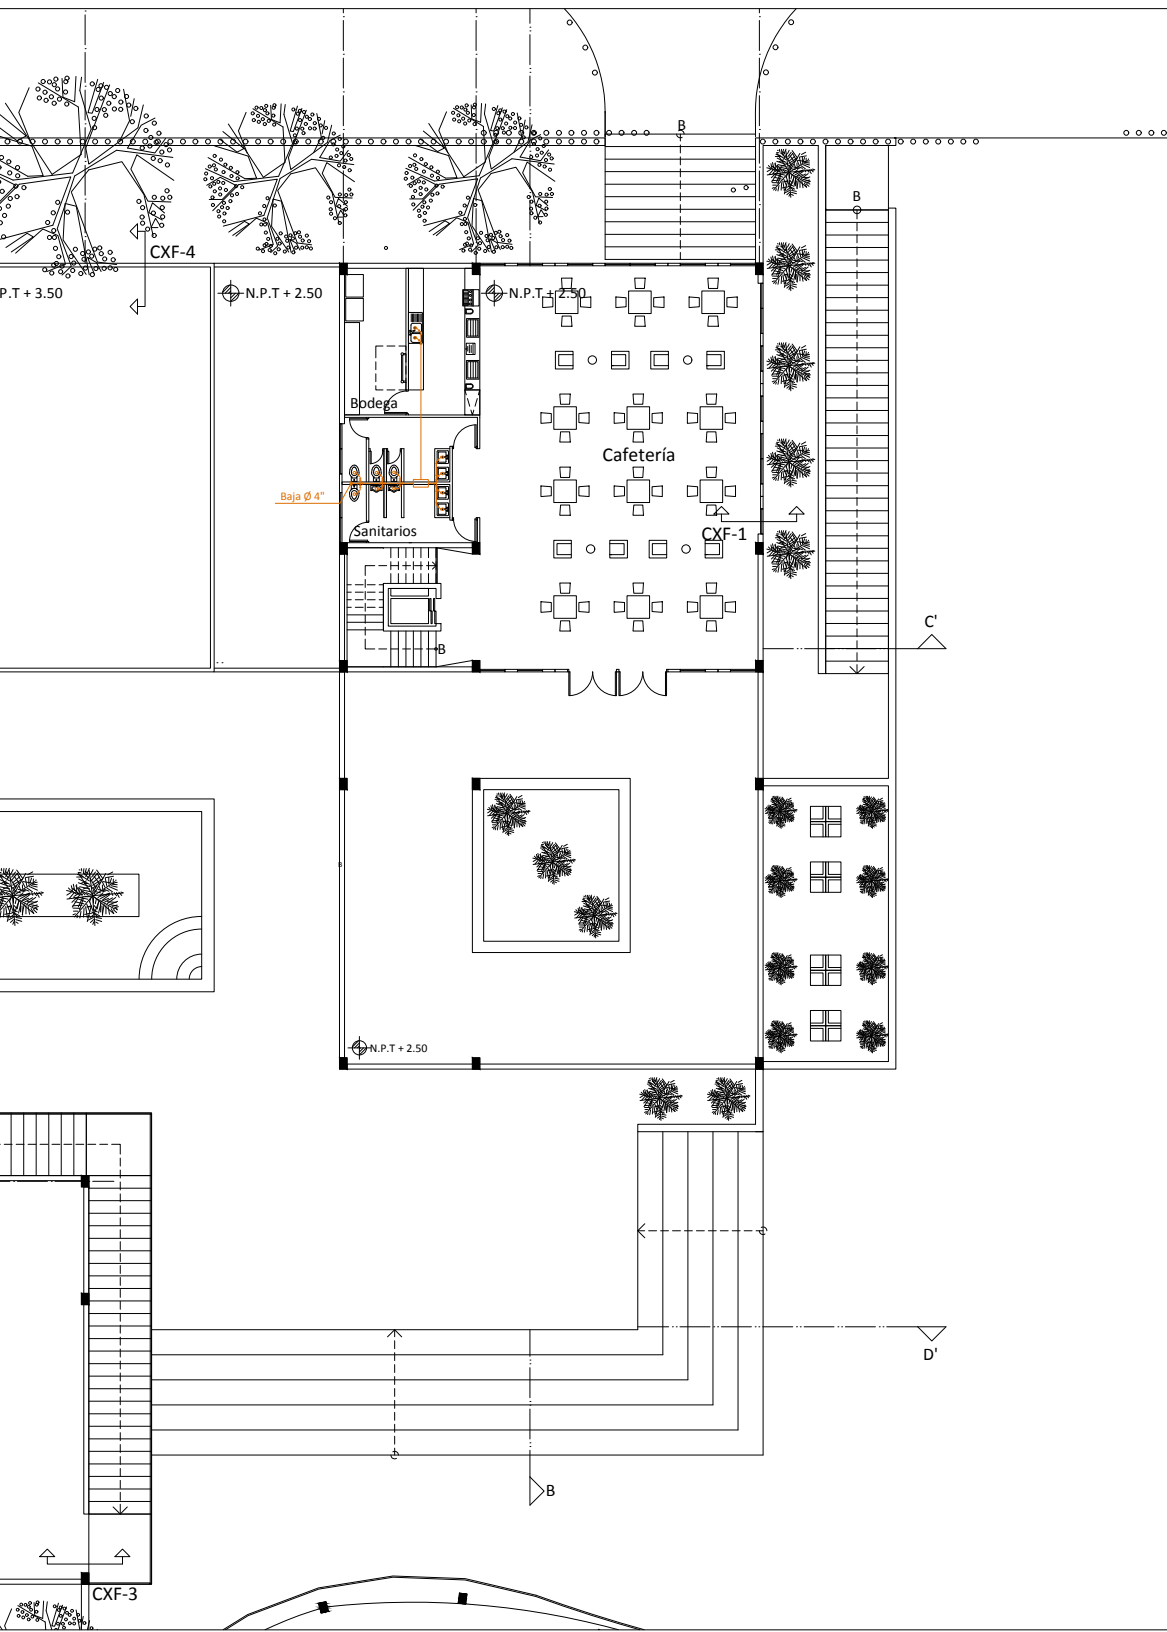 B
B
CXF-4
P.T + 3.50
N.P.T + 2.50
N.P.T + 2.50
Bodega
Cafetería
Baja Ø 4"
Sanitarios
CXF-1
C'
B
B
N.P.T + 2.50
D'
B
CXF-3